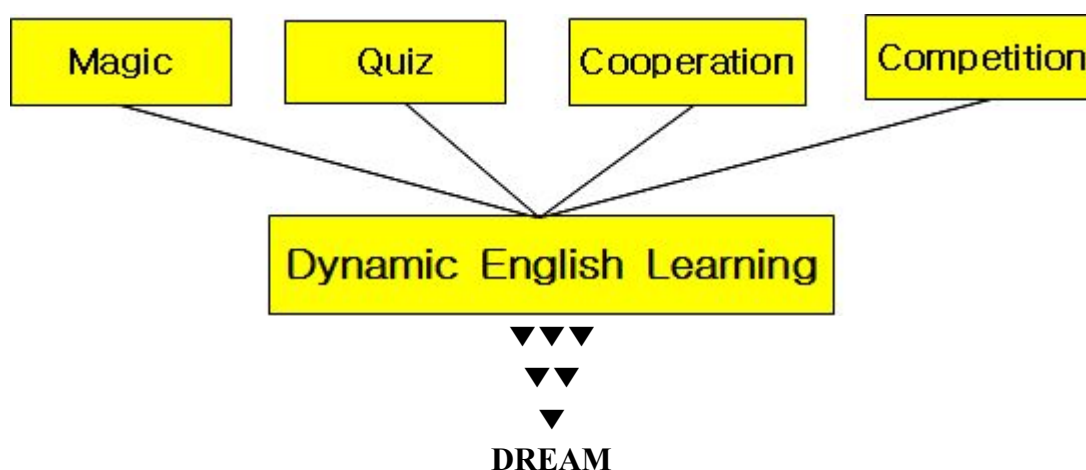 Magic
Quiz
Cooperation
Competition
Dynamic English Learning
DREAM